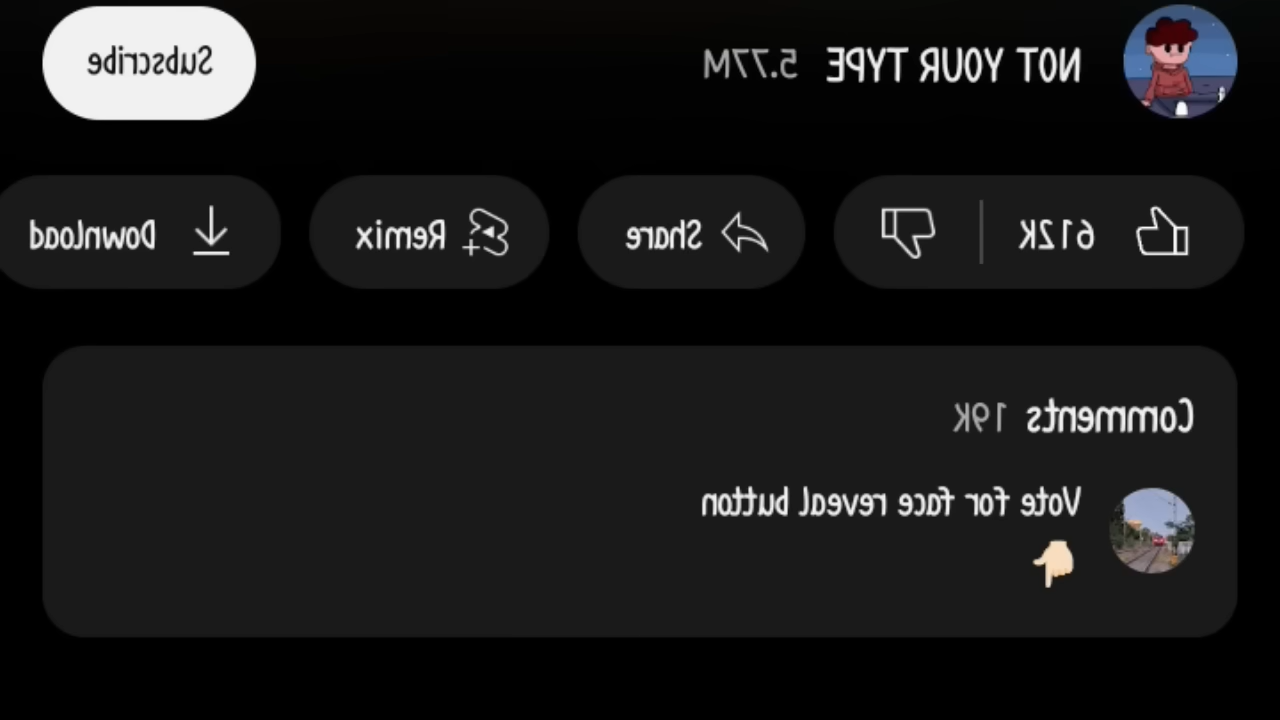 NOT YOUR TYPE 5.77M Subscribe
612K Share Remix Download
Comments 19K
Vote for face reveal button
👇🏻